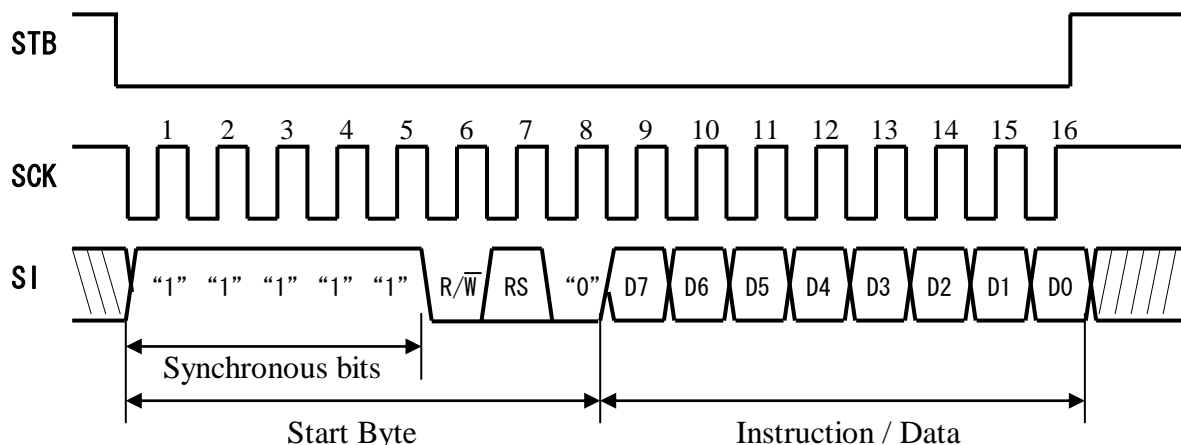 STB
1 2 3 4 5 6 7 8 9 10 11 12 13 14 15 16
SCK
SI “1” “1” “1” “1” “1” R/W̅ RS “0” D7 D6 D5 D4 D3 D2 D1 D0
Synchronous bits
Start Byte Instruction / Data